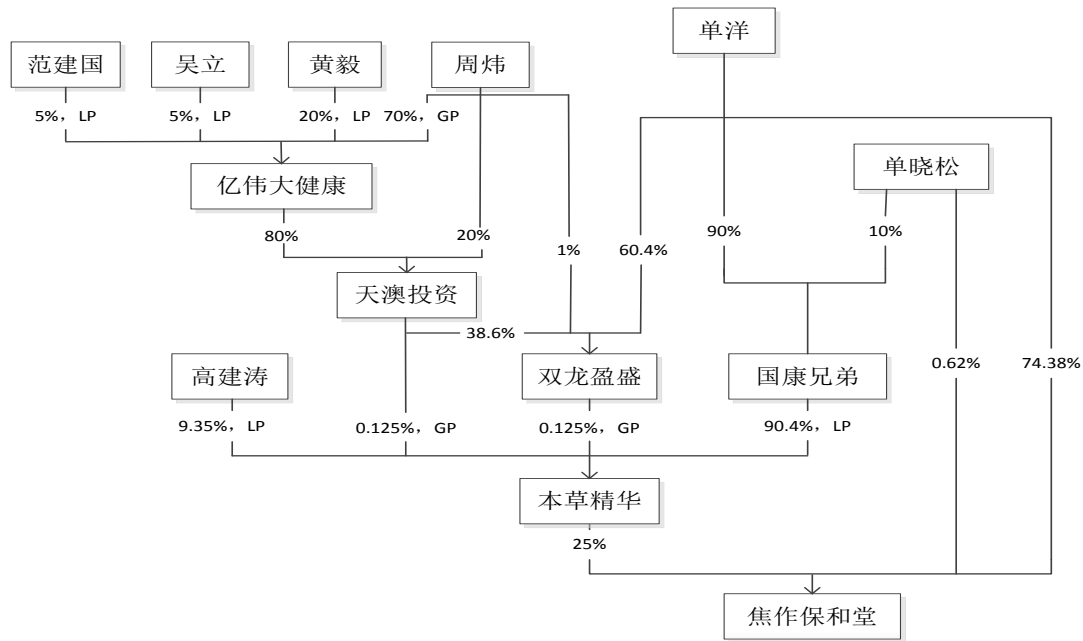 单洋
范建国
吴立
黄毅
周炜
5%，LP
5%，LP
20%，LP
70%，GP
单晓松
亿伟大健康
80%
20%
1%
60.4%
90%
10%
天澳投资
38.6%
0.62%
74.38%
高建涛
双龙盈盛
国康兄弟
9.35%，LP
0.125%，GP
0.125%，GP
90.4%，LP
本草精华
25%
焦作保和堂